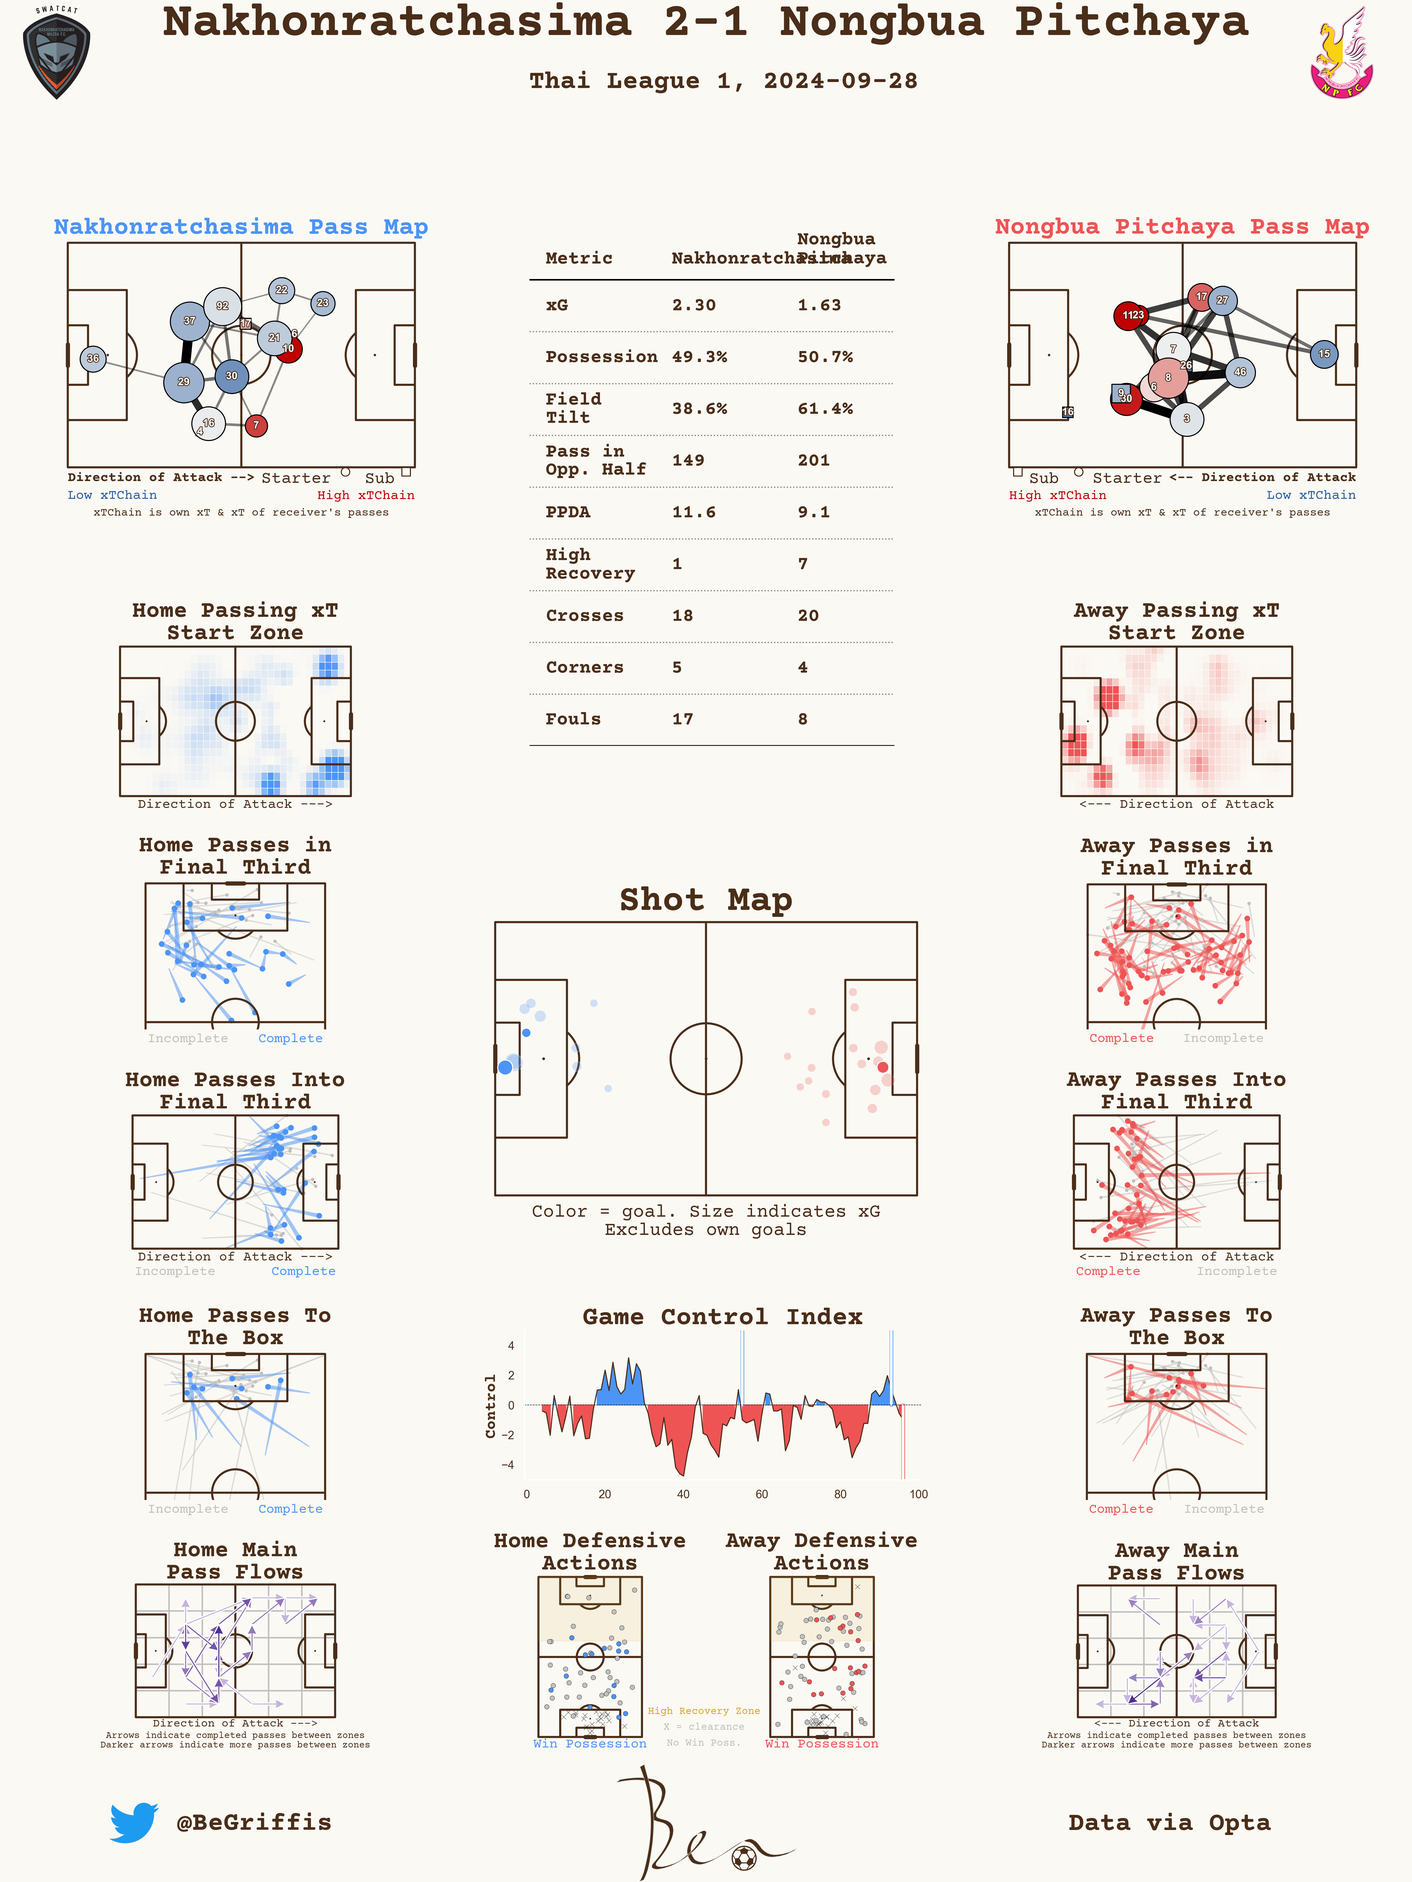 Nakhonratchasima 2-1 Nongbua Pitchaya
Thai League 1, 2024-09-28
SWATCAT
NPFC
Nakhonratchasima Pass Map
36
37
92
22
23
17
21
6
10
29
30
16
4
7
Direction of Attack --> Starter Sub
Low xTChain High xTChain
xTChain is own xT & xT of receiver's passes
Metric Nakhonratchasima Nongbua Pitchaya
xG 2.30 1.63
Possession 49.3% 50.7%
Field Tilt 38.6% 61.4%
Pass in Opp. Half 149 201
PPDA 11.6 9.1
High Recovery 1 7
Crosses 18 20
Corners 5 4
Fouls 17 8
Nongbua Pitchaya Pass Map
17
27
11
23
7
15
26
8
46
6
9
30
16
3
Sub Starter <-- Direction of Attack
High xTChain Low xTChain
xTChain is own xT & xT of receiver's passes
Home Passing xT
Start Zone
Direction of Attack --->
Away Passing xT
Start Zone
<--- Direction of Attack
Home Passes in
Final Third
Incomplete Complete
Away Passes in
Final Third
Complete Incomplete
Shot Map
Color = goal. Size indicates xG
Excludes own goals
Home Passes Into
Final Third
Direction of Attack --->
Incomplete Complete
Away Passes Into
Final Third
<--- Direction of Attack
Complete Incomplete
Home Passes To
The Box
Incomplete Complete
Game Control Index
Control
4
2
0
−2
−4
0 20 40 60 80 100
Away Passes To
The Box
Complete Incomplete
Home Main
Pass Flows
Direction of Attack --->
Arrows indicate completed passes between zones
Darker arrows indicate more passes between zones
Home Defensive
Actions
Win Possession
High Recovery Zone
X = clearance
No Win Poss.
Away Defensive
Actions
Win Possession
Away Main
Pass Flows
<--- Direction of Attack
Arrows indicate completed passes between zones
Darker arrows indicate more passes between zones
@BeGriffis
Ben
Data via Opta